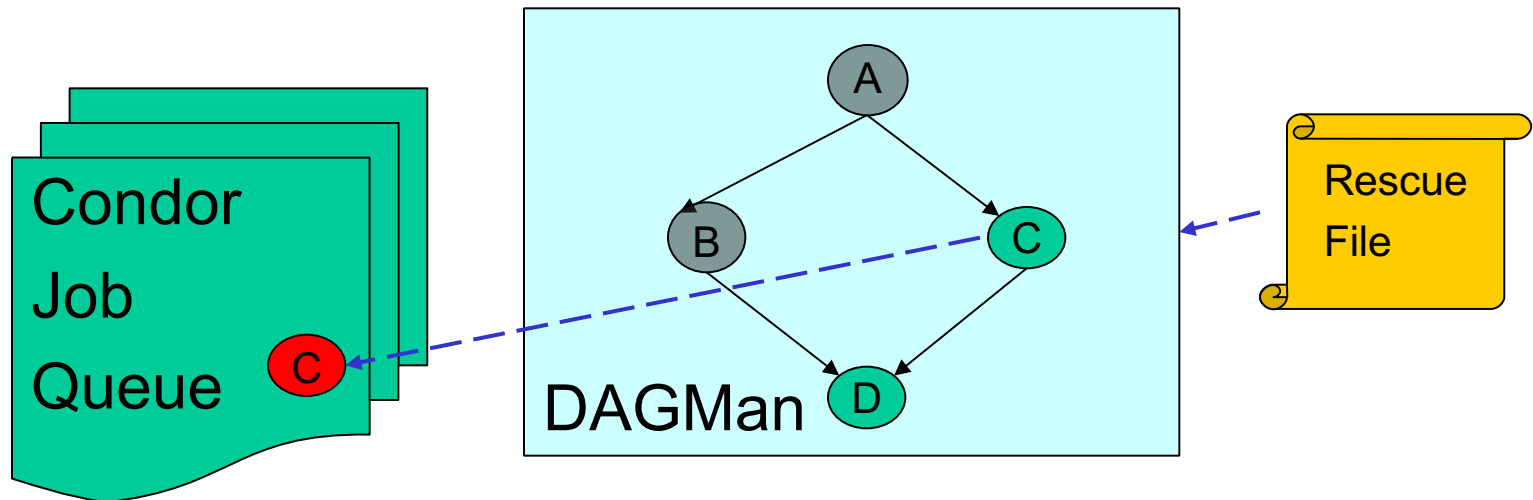 Condor
Job
Queue
C
A
B
C
D
DAGMan
Rescue
File